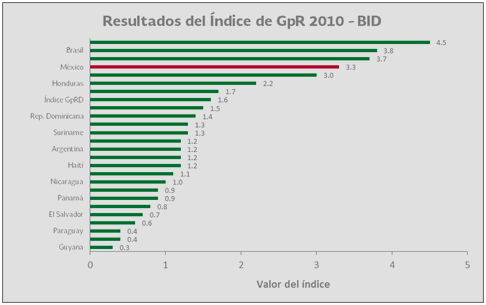 Resultados del Índice de GpR 2010 - BID
4.5
Brasil 3.8
3.7
México 3.3
3.0
Honduras 2.2
1.7
Índice GpRD 1.6
1.5
Rep. Dominicana 1.4
1.3
Suriname 1.3
1.2
Argentina 1.2
1.2
Haití 1.2
1.1
Nicaragua 1.0
0.9
Panamá 0.9
0.8
El Salvador 0.7
0.6
Paraguay 0.4
0.4
Guyana 0.3
0 1 2 3 4 5
Valor del índice